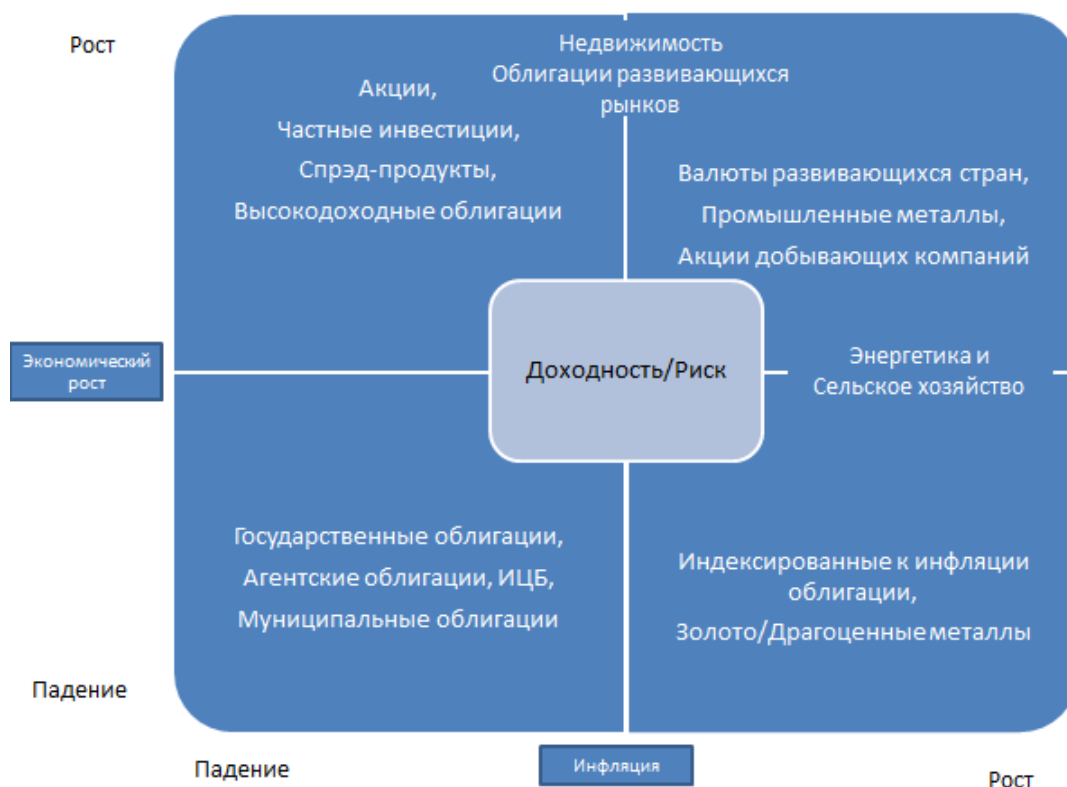 Рост
Недвижимость
Облигации развивающихся
рынков
Акции,
Частные инвестиции,
Спрэд-продукты,
Высокодоходные облигации
Валюты развивающихся стран,
Промышленные металлы,
Акции добывающих компаний
Экономический
рост
Доходность/Риск
Энергетика и
Сельское хозяйство
Государственные облигации,
Агентские облигации, ИЦБ,
Муниципальные облигации
Индексированные к инфляции
облигации,
Золото/Драгоценные металлы
Падение
Падение
Инфляция
Рост